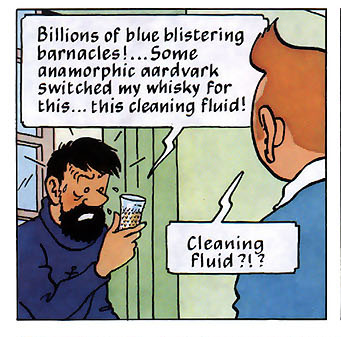 Billions of blue blistering
barnacles!...Some
anamorphic aardvark
switched my whisky for
this...this cleaning fluid!
Cleaning
fluid?!?